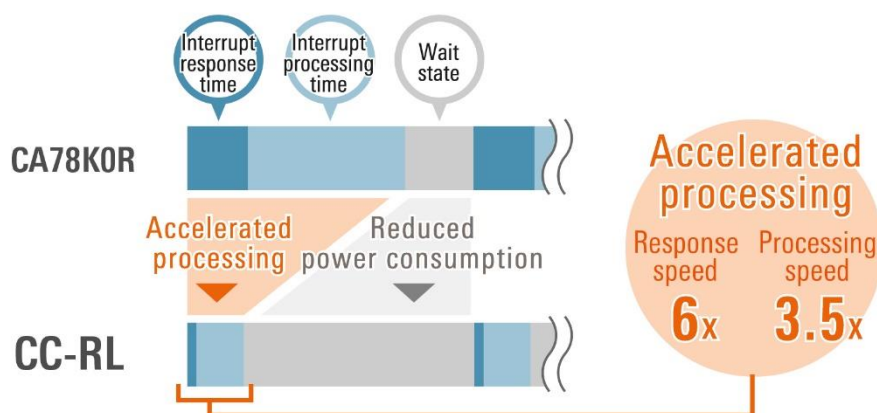 Interrupt
response
time
Interrupt
processing
time
Wait
state
CA78K0R
Accelerated
processing
Reduced
power consumption
CC-RL
Accelerated
processing
Response
speed
6x
Processing
speed
3.5x